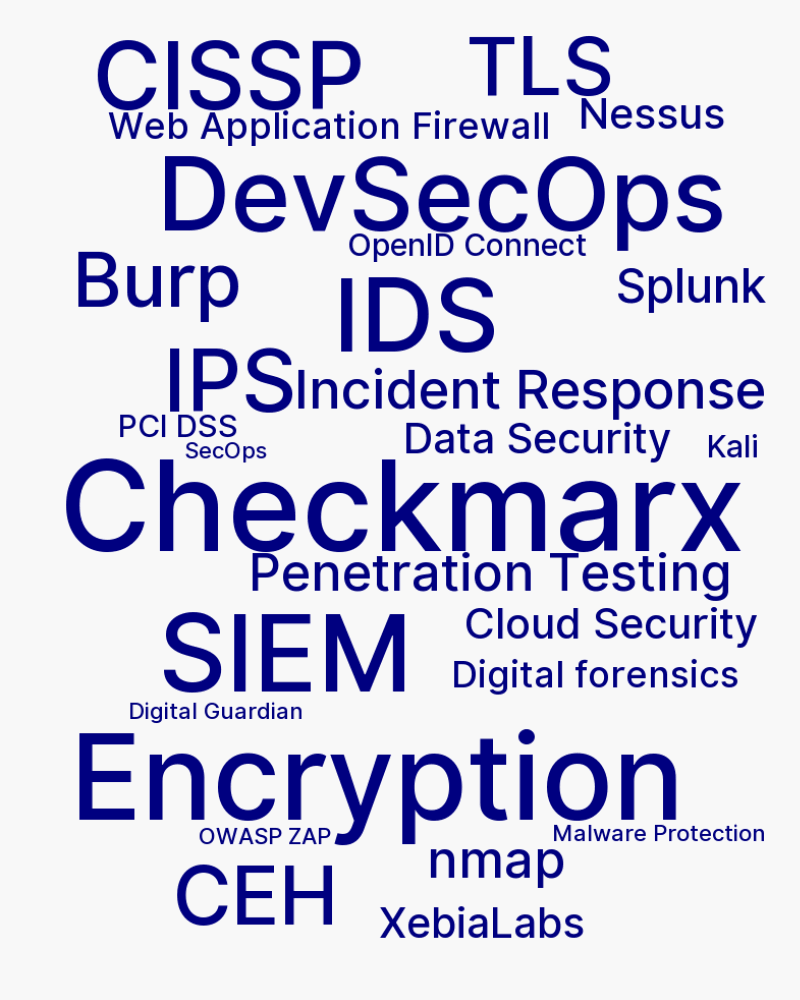 CISSP
TLS
Web Application Firewall
Nessus
DevSecOps
OpenID Connect
Burp
IDS
Splunk
IPS
Incident Response
PCI DSS
Data Security
Kali
SecOps
Checkmarx
Penetration Testing
SIEM
Cloud Security
Digital forensics
Digital Guardian
Encryption
OWASP ZAP
Malware Protection
nmap
CEH
XebiaLabs